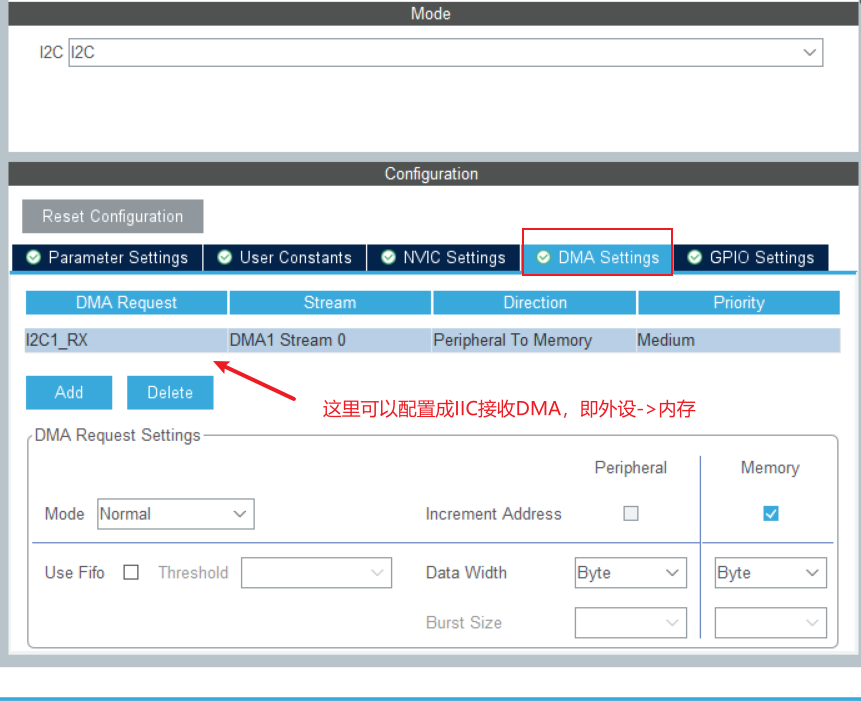 Mode
I2C I2C
Configuration
Reset Configuration
Parameter Settings User Constants NVIC Settings DMA Settings GPIO Settings
DMA Request Stream Direction Priority
I2C1_RX DMA1 Stream 0 Peripheral To Memory Medium
Add Delete
这里可以配置成IIC接收DMA，即外设->内存
DMA Request Settings
Peripheral Memory
Mode Normal Increment Address
Use Fifo Threshold Data Width Byte Byte
Burst Size